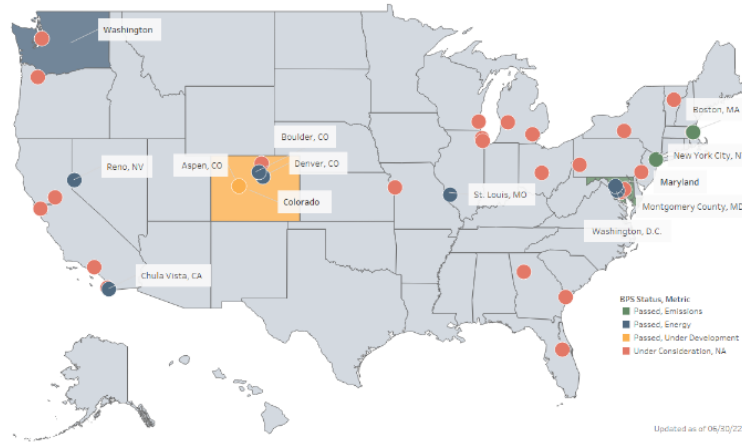 Washington
Boston, MA
Boulder, CO
New York City, N
Reno, NV
Aspen, CO
Denver, CO
Maryland
Colorado
St. Louis, MO
Montgomery County, MD
Washington, D.C.
Chula Vista, CA
BPS Status, Metric
Passed, Emissions
Passed, Energy
Passed, Under Development
Under Consideration, NA
Updated as of 06/30/22